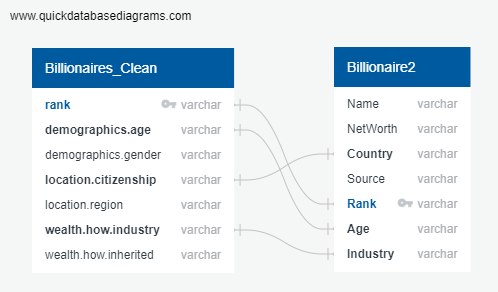 www.quickdatabasediagrams.com
Billionaires_Clean
rank varchar
demographics.age varchar
demographics.gender varchar
location.citizenship varchar
location.region varchar
wealth.how.industry varchar
wealth.how.inherited varchar
Billionaire2
Name varchar
NetWorth varchar
Country varchar
Source varchar
Rank varchar
Age varchar
Industry varchar